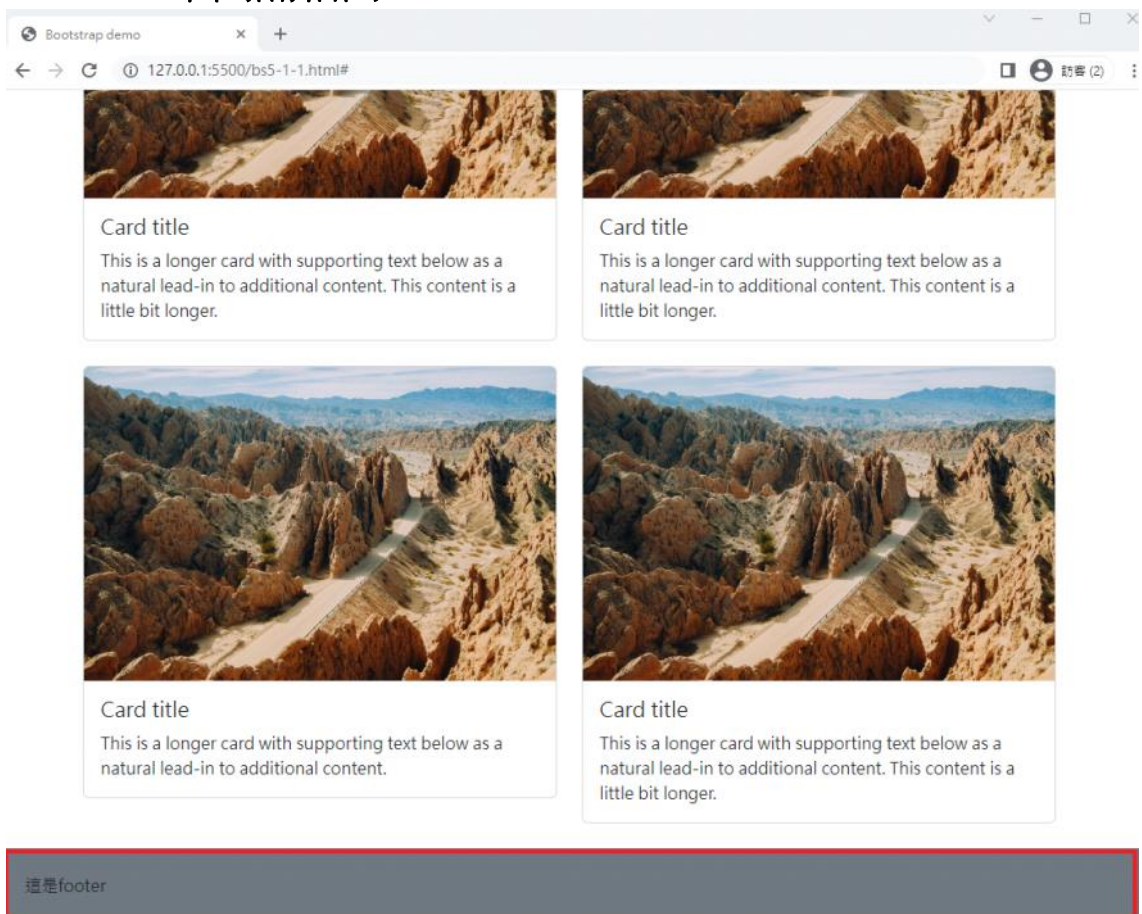 Bootstrap demo
127.0.0.1:5500/bs5-1-1.html#
訪客 (2)
Card title
This is a longer card with supporting text below as a
natural lead-in to additional content. This content is a
little bit longer.
Card title
This is a longer card with supporting text below as a
natural lead-in to additional content. This content is a
little bit longer.
Card title
This is a longer card with supporting text below as a
natural lead-in to additional content.
Card title
This is a longer card with supporting text below as a
natural lead-in to additional content. This content is a
little bit longer.
這是footer